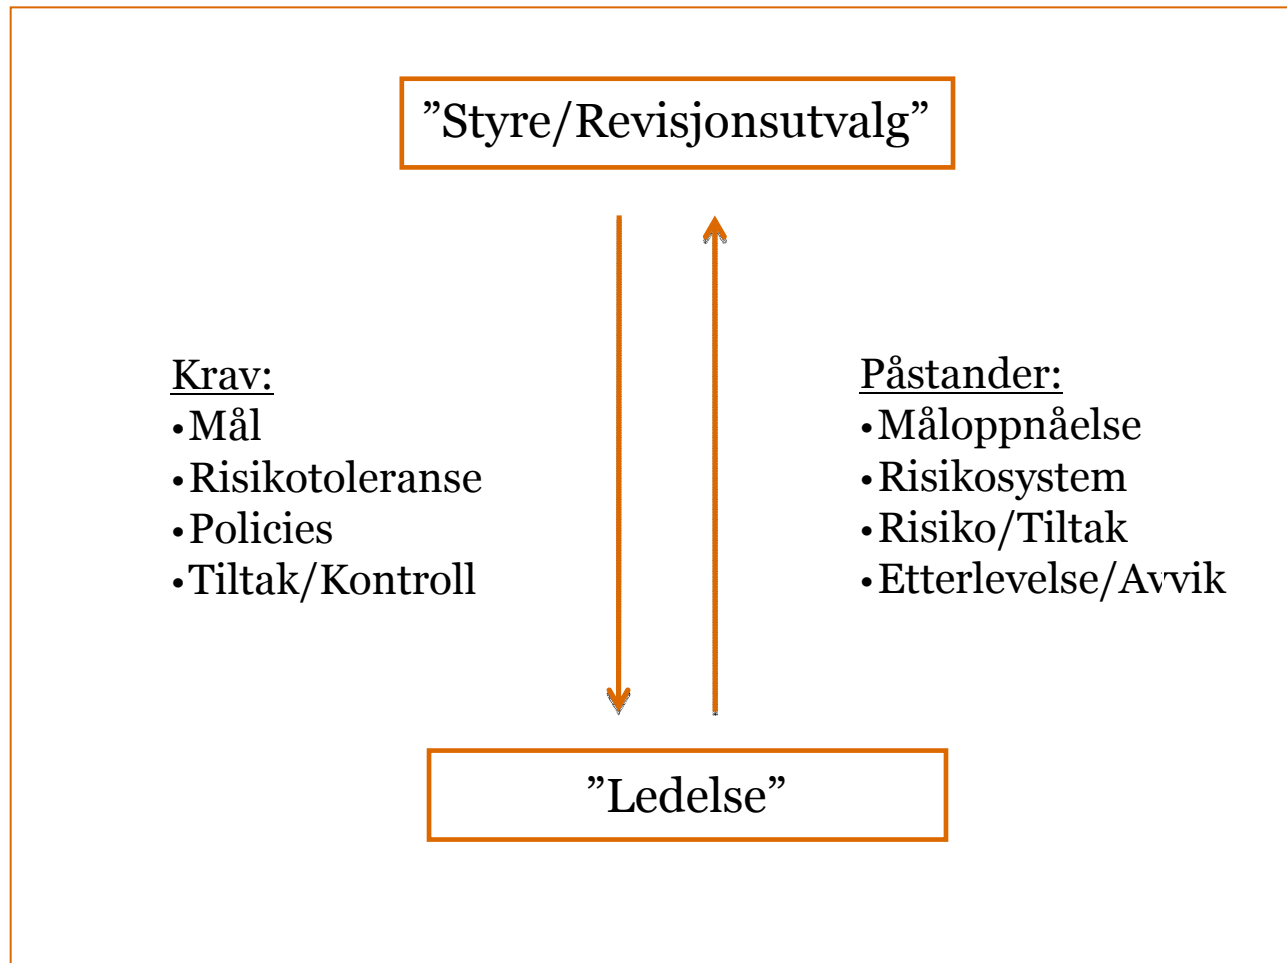 ”Styre/Revisjonsutvalg”
Krav:
•Mål
•Risikotoleranse
•Policies
•Tiltak/Kontroll
Påstander:
•Måloppnåelse
•Risikosystem
•Risiko/Tiltak
•Etterlevelse/Avvik
”Ledelse”